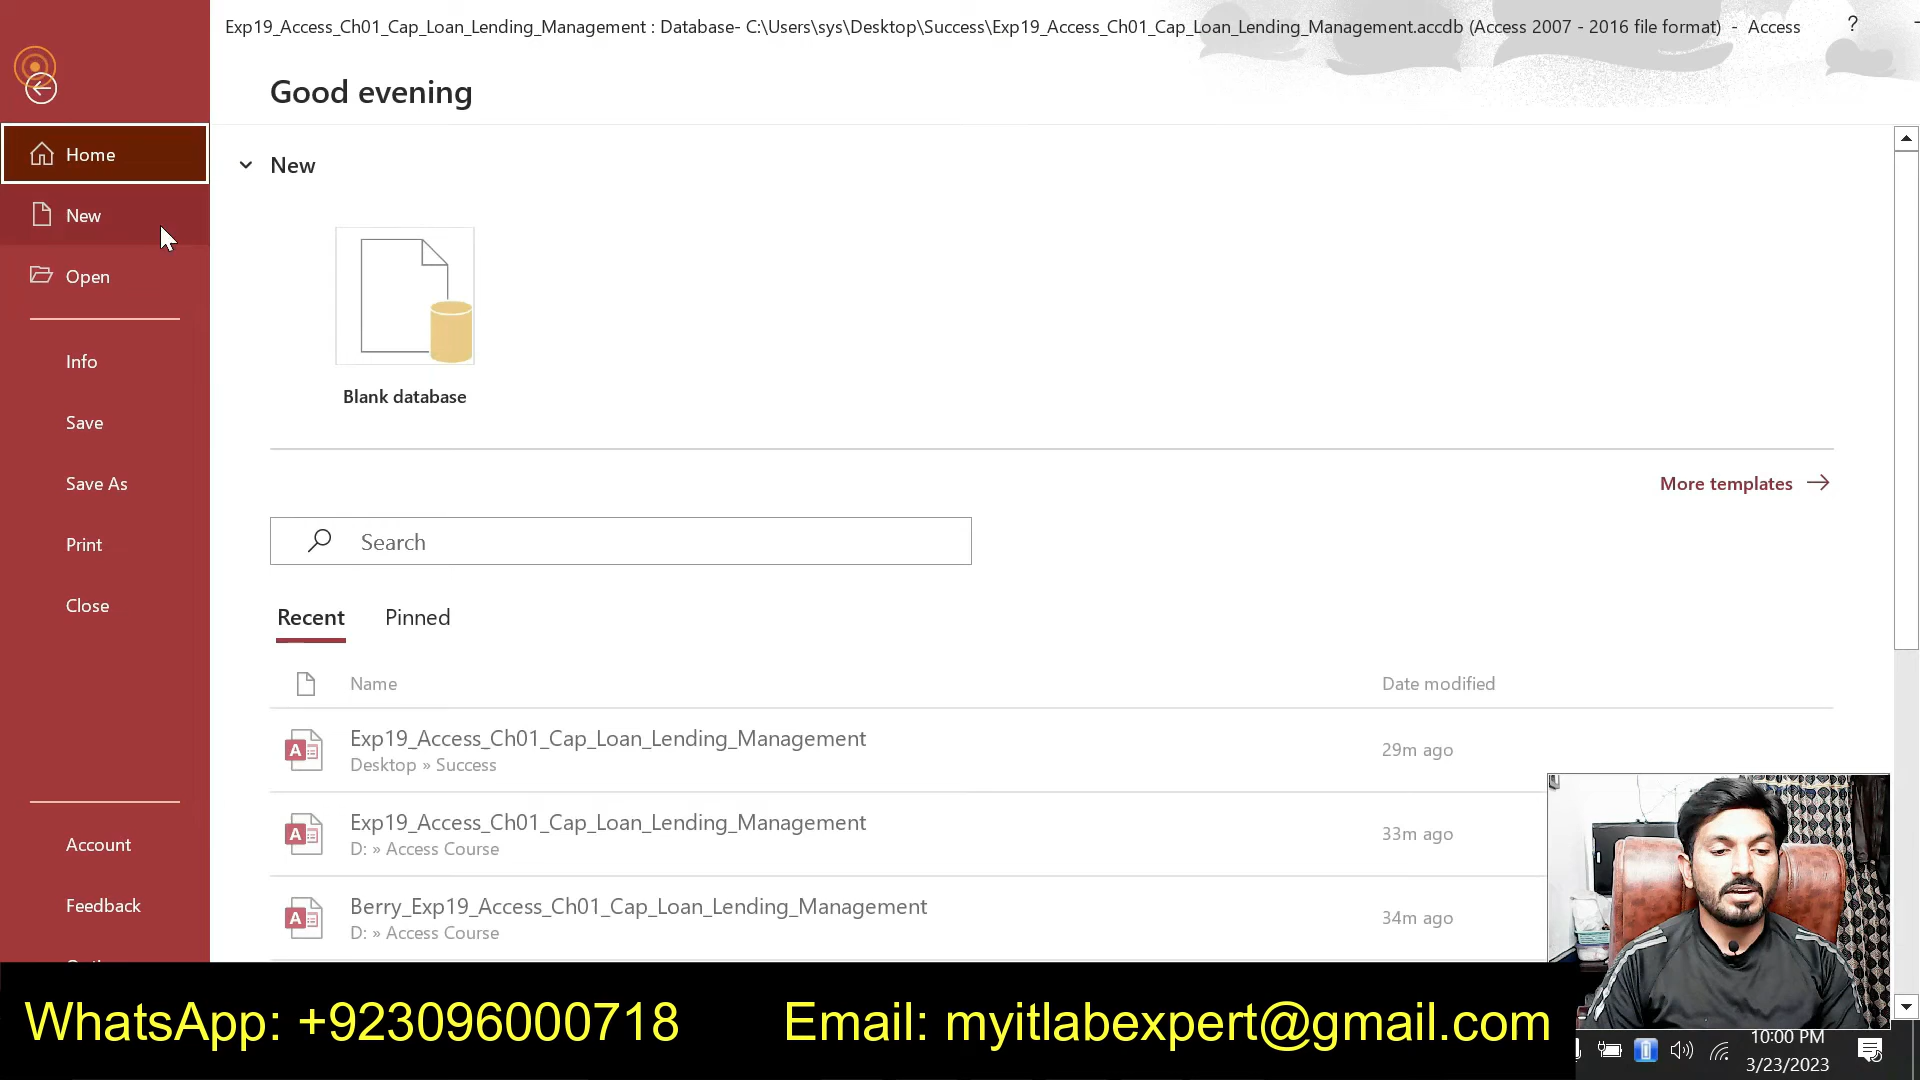 Exp19_Access_Ch01_Cap_Loan_Lending_Management : Database- C:\Users\sys\Desktop\Success\Exp19_Access_Ch01_Cap_Loan_Lending_Management.accdb (Access 2007 - 2016 file format) - Access ?
Good evening
Home
New
New
Open
Blank database
Info
Save
Save As
More templates
Print
Search
Close
Recent Pinned
Name Date modified
Exp19_Access_Ch01_Cap_Loan_Lending_Management
Desktop » Success
29m ago
Exp19_Access_Ch01_Cap_Loan_Lending_Management
D: » Access Course
33m ago
Account
Berry_Exp19_Access_Ch01_Cap_Loan_Lending_Management
D: » Access Course
34m ago
Feedback
WhatsApp: +923096000718 Email: myitlabexpert@gmail.com
10:00 PM
3/23/2023